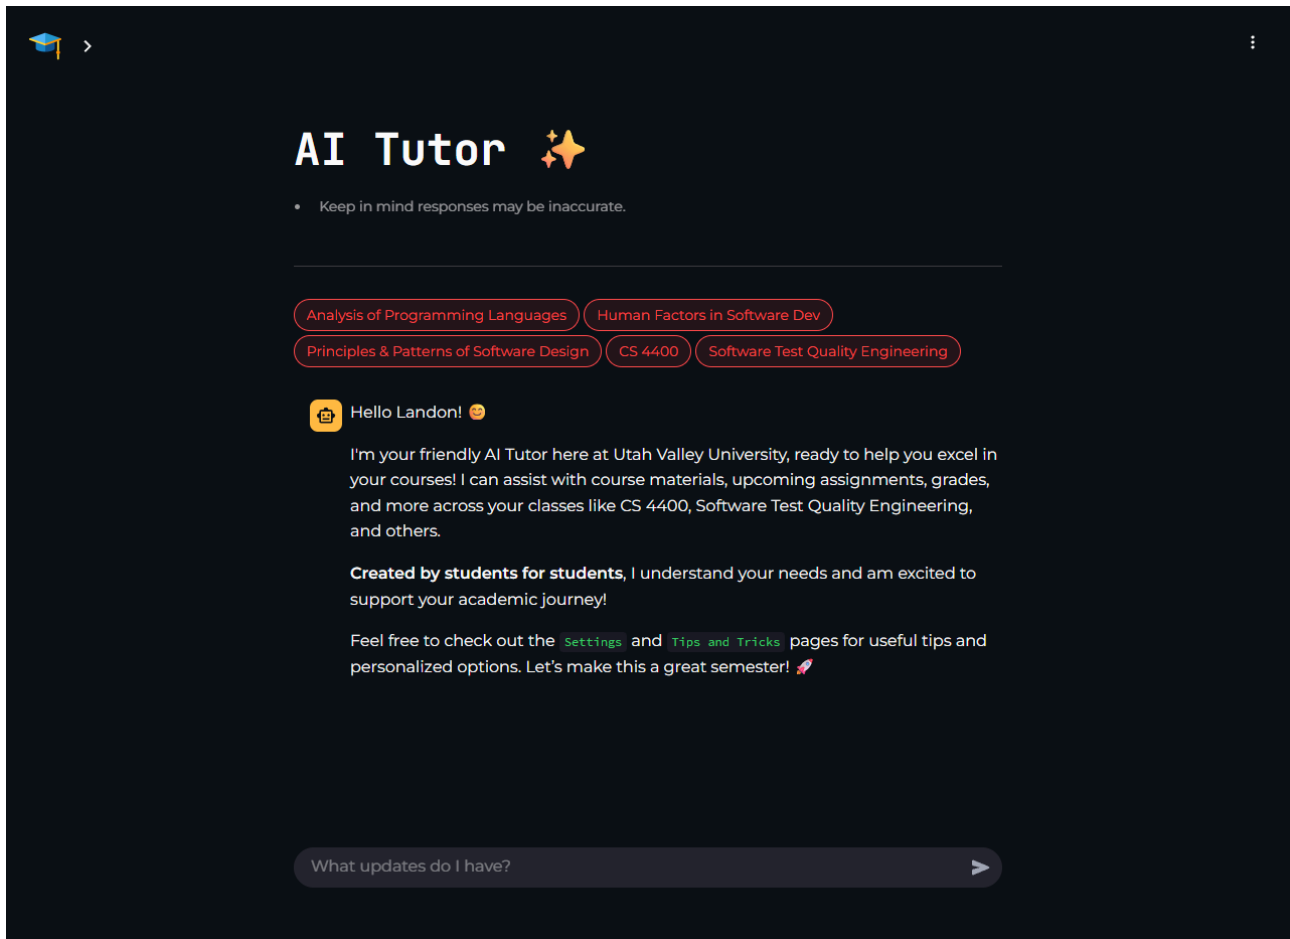 AI Tutor ✨
• Keep in mind responses may be inaccurate.
Analysis of Programming Languages Human Factors in Software Dev
Principles & Patterns of Software Design CS 4400 Software Test Quality Engineering
Hello Landon! 😊
I'm your friendly AI Tutor here at Utah Valley University, ready to help you excel in
your courses! I can assist with course materials, upcoming assignments, grades,
and more across your classes like CS 4400, Software Test Quality Engineering,
and others.
Created by students for students, I understand your needs and am excited to
support your academic journey!
Feel free to check out the Settings and Tips and Tricks pages for useful tips and
personalized options. Let’s make this a great semester! 🚀
What updates do I have?